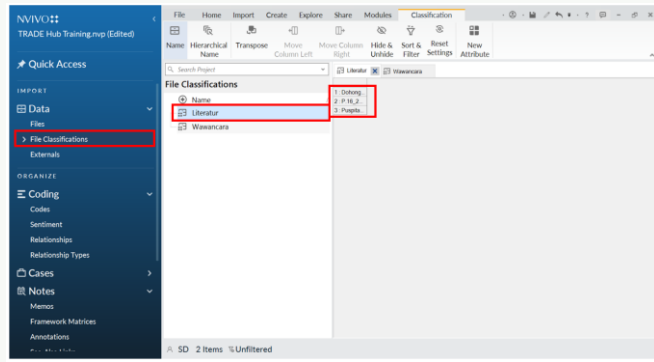 NVIVO
TRADE Hub Training.nvp (Edited)
Quick Access
IMPORT
Data
Files
File Classifications
Externals
ORGANIZE
Coding
Codes
Sentiment
Relationships
Relationship Types
Cases
Notes
Memos
Framework Matrices
Annotations
File Home Import Create Explore Share Modules Classification
Name
Hierarchical Name
Transpose
Move Column Left
Move Column Right
Hide & Unhide
Sort & Filter
Reset Settings
New Attribute
Search Project
File Classifications
Name
Literatur
Wawancara
Literatur
Wawancara
1 : Dohong...
2 : P.16_2...
3 : Puspita...
SD 2 Items Unfiltered